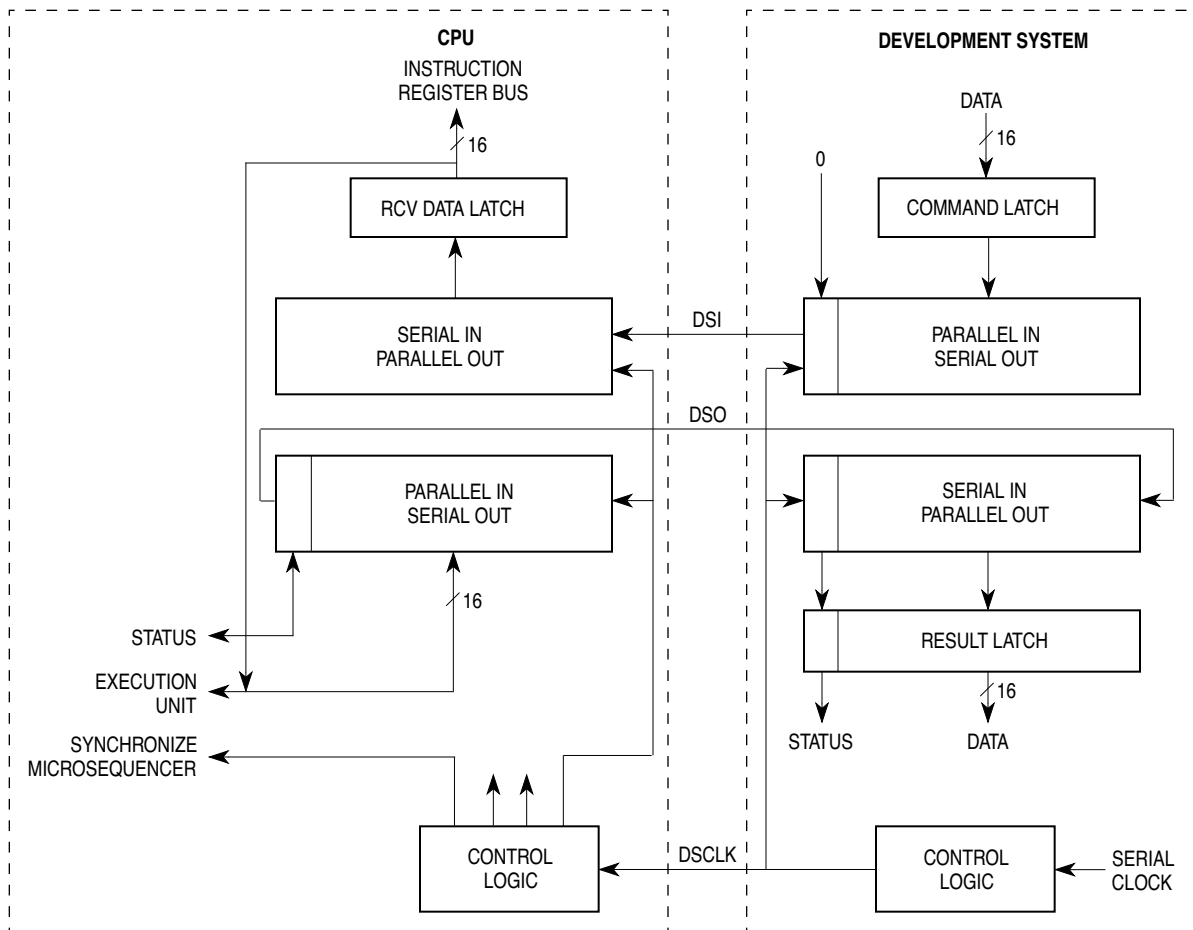 CPU
INSTRUCTION
REGISTER BUS
16
RCV DATA LATCH
SERIAL IN
PARALLEL OUT
PARALLEL IN
SERIAL OUT
16
STATUS
EXECUTION
UNIT
SYNCHRONIZE
MICROSEQUENCER
CONTROL
LOGIC
DSI
DSO
DSCLK
DEVELOPMENT SYSTEM
DATA
16
0
COMMAND LATCH
PARALLEL IN
SERIAL OUT
SERIAL IN
PARALLEL OUT
RESULT LATCH
16
STATUS
DATA
CONTROL
LOGIC
SERIAL
CLOCK